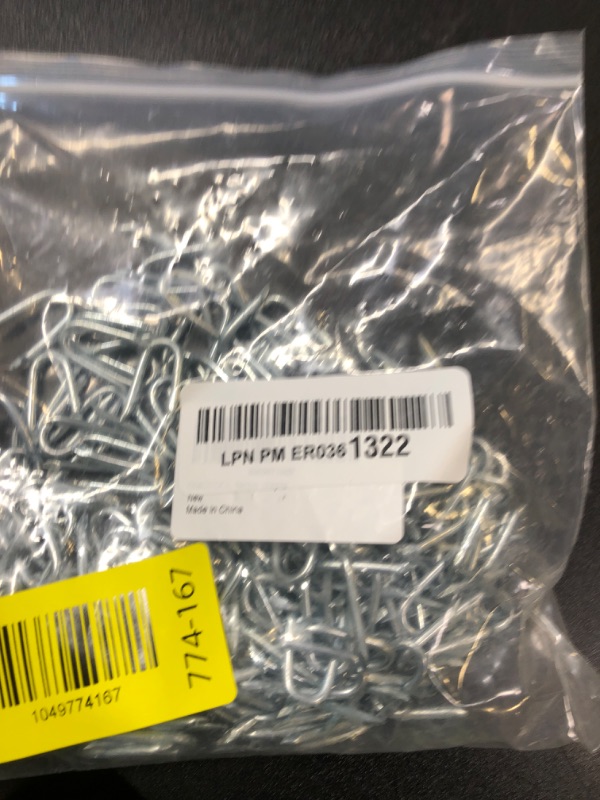 LPN PM ER0361322
new
Made in China
774-167
1049774167